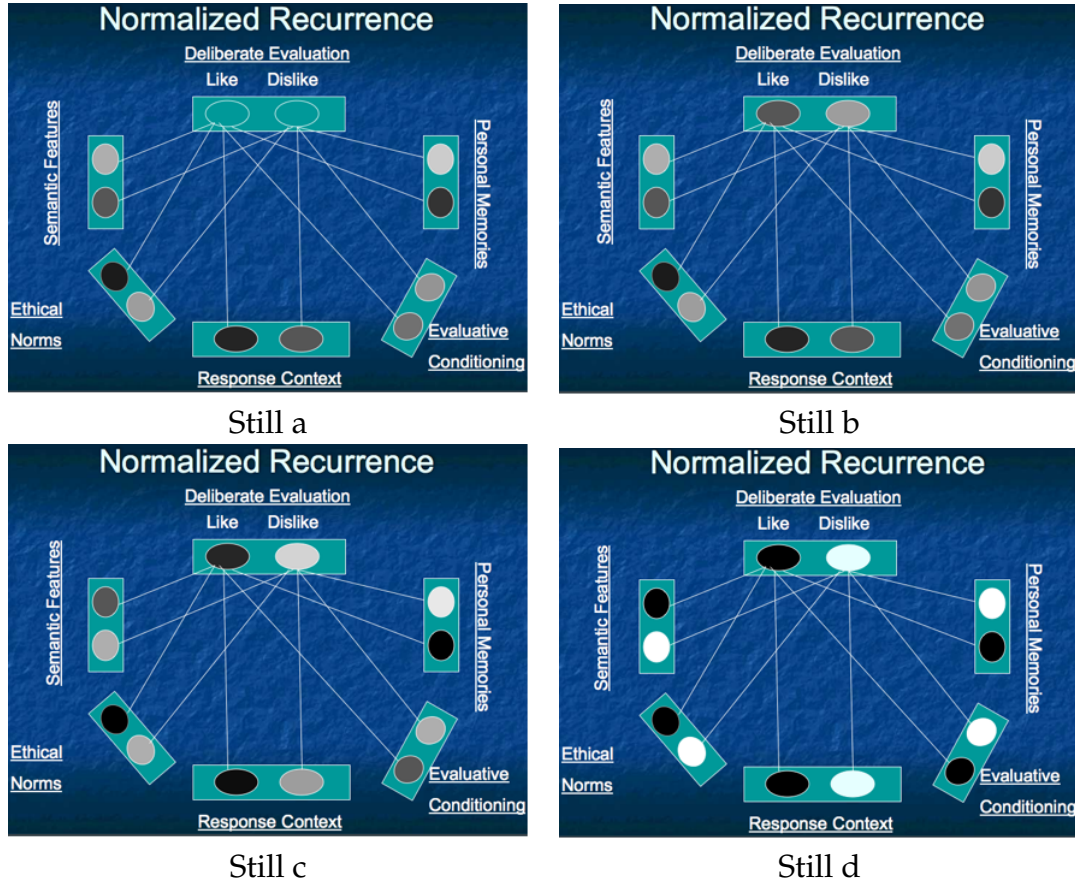 Normalized Recurrence
Deliberate Evaluation
Like Dislike
Semantic Features
Personal Memories
Ethical
Norms
Evaluative
Conditioning
Response Context
Still a
Normalized Recurrence
Deliberate Evaluation
Like Dislike
Semantic Features
Personal Memories
Ethical
Norms
Evaluative
Conditioning
Response Context
Still b
Normalized Recurrence
Deliberate Evaluation
Like Dislike
Semantic Features
Personal Memories
Ethical
Norms
Evaluative
Conditioning
Response Context
Still c
Normalized Recurrence
Deliberate Evaluation
Like Dislike
Semantic Features
Personal Memories
Ethical
Norms
Evaluative
Conditioning
Response Context
Still d